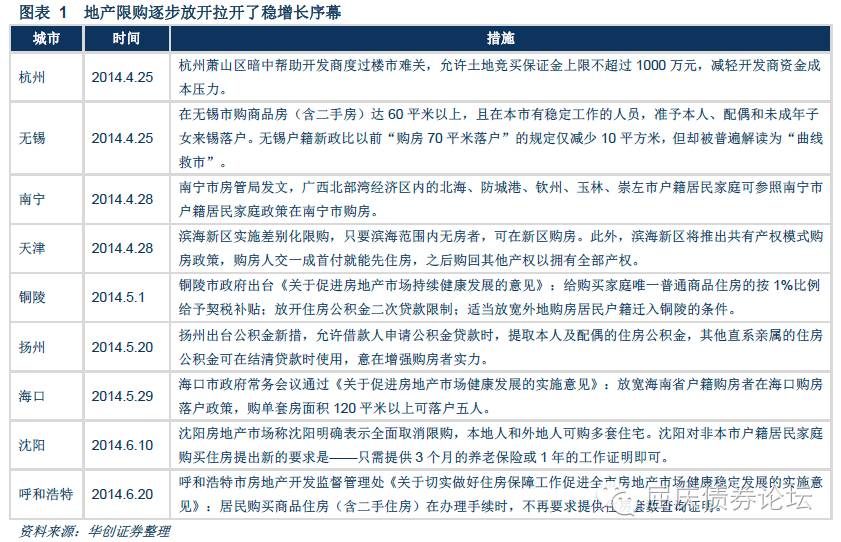 图表 1 地产限购逐步放开拉开了稳增长序幕
城市 时间 措施
杭州 2014.4.25 杭州萧山区暗中帮助开发商度过楼市难关，允许土地竞买保证金上限不超过 1000 万元，减轻开发商资金成
本压力。
无锡 2014.4.25 在无锡市购商品房（含二手房）达 60 平米以上，且在本市有稳定工作的人员，准予本人、配偶和未成年子
女来锡落户。无锡户籍新政比以前“购房 70 平米落户”的规定仅减少 10 平方米，但却被普遍解读为“曲线
救市”。
南宁 2014.4.28 南宁市房管局发文，广西北部湾经济区内的北海、防城港、钦州、玉林、崇左市户籍居民家庭可参照南宁市
户籍居民家庭政策在南宁市购房。
天津 2014.4.28 滨海新区实施差别化限购，只要滨海范围内无房者，可在新区购房。此外，滨海新区将推出共有产权模式购
房政策，购房人交一成首付就能先住房，之后购回其他产权以拥有全部产权。
铜陵 2014.5.1 铜陵市政府出台《关于促进房地产市场持续健康发展的意见》：给购买家庭唯一普通商品住房的按 1%比例
给予契税补贴；放开住房公积金二次贷款限制；适当放宽外地购房居民户籍迁入铜陵的条件。
扬州 2014.5.20 扬州出台公积金新措，允许借款人申请公积金贷款时，提取本人及配偶的住房公积金，其他直系亲属的住房
公积金可在结清贷款时使用，意在增强购房者实力。
海口 2014.5.29 海口市政府常务会议通过《关于促进房地产市场健康发展的实施意见》：放宽海南省户籍购房者在海口购房
落户政策，购单套房面积 120 平米以上可落户五人。
沈阳 2014.6.10 沈阳房地产市场称沈阳明确表示全面取消限购，本地人和外地人可购多套住宅。沈阳对非本市户籍居民家庭
购买住房提出新的要求是——只需提供 3 个月的养老保险或 1 年的工作证明即可。
呼和浩特 2014.6.20 呼和浩特市房地产开发监督管理处《关于切实做好住房保障工作促进全市房地产市场健康稳定发展的实施意
见》：居民购买商品住房（含二手住房）在办理手续时，不再要求提供住房套数查询证明。
屈庆债券论坛
资料来源：华创证券整理